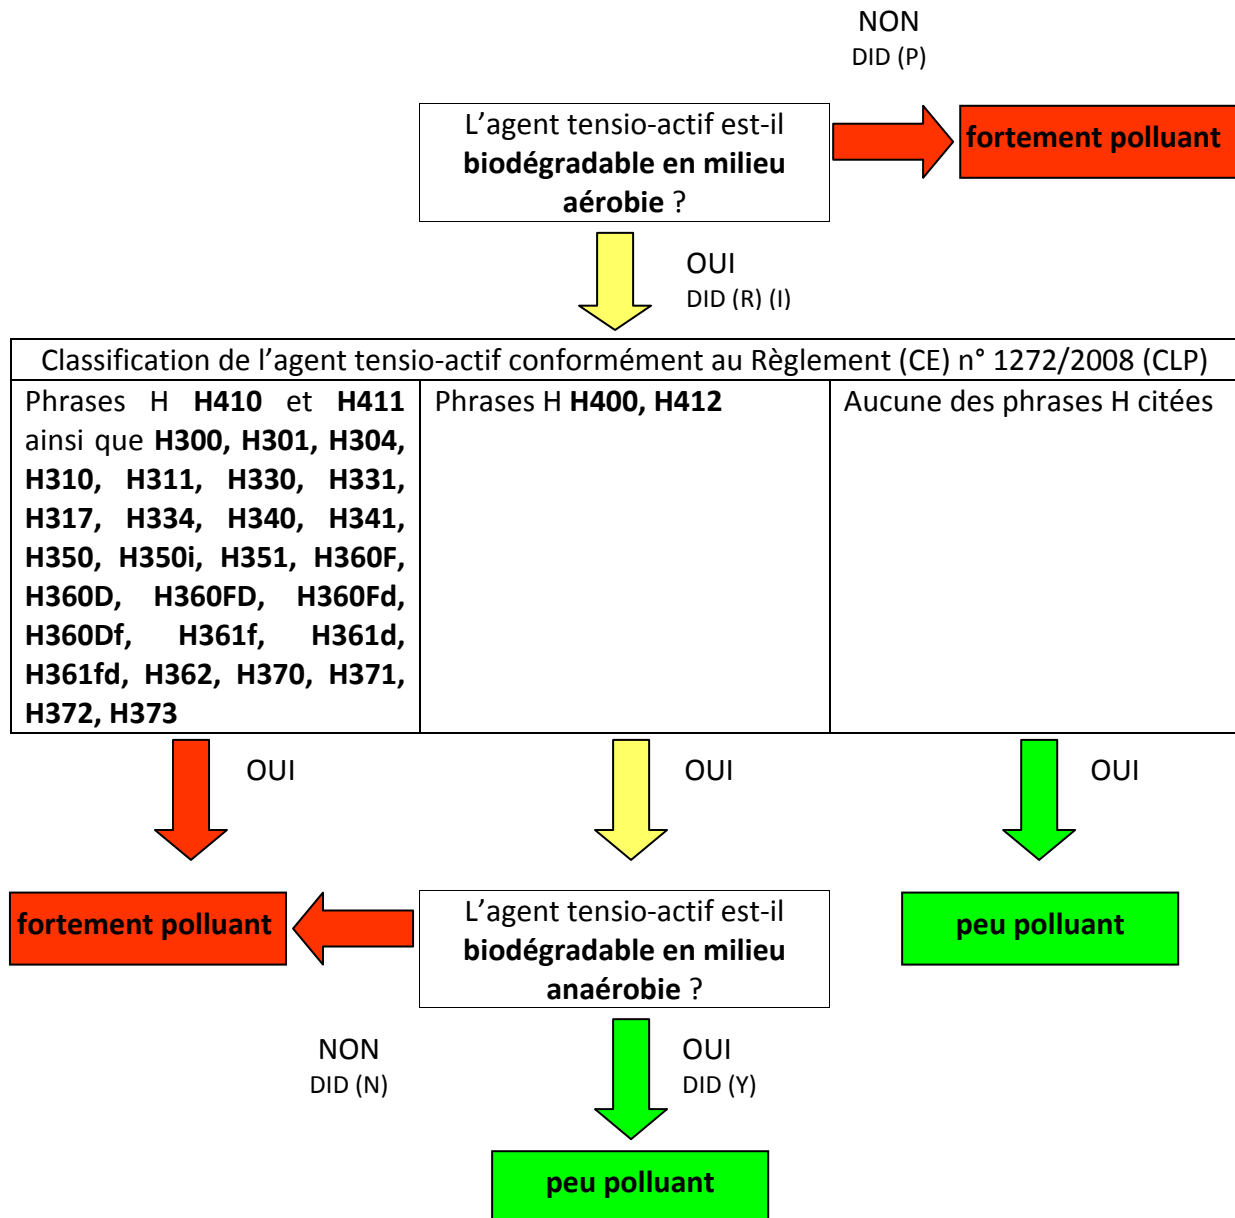 NON
DID (P)
L’agent tensio-actif est-il
biodégradable en milieu
aérobie ?
fortement polluant
OUI
DID (R) (I)
Classification de l’agent tensio-actif conformément au Règlement (CE) n° 1272/2008 (CLP)
Phrases H H410 et H411
ainsi que H300, H301, H304,
H310, H311, H330, H331,
H317, H334, H340, H341,
H350, H350i, H351, H360F,
H360D, H360FD, H360Fd,
H360Df, H361f, H361d,
H361fd, H362, H370, H371,
H372, H373
Phrases H H400, H412
Aucune des phrases H citées
OUI
OUI
OUI
fortement polluant
L’agent tensio-actif est-il
biodégradable en milieu
anaérobie ?
peu polluant
NON
DID (N)
OUI
DID (Y)
peu polluant